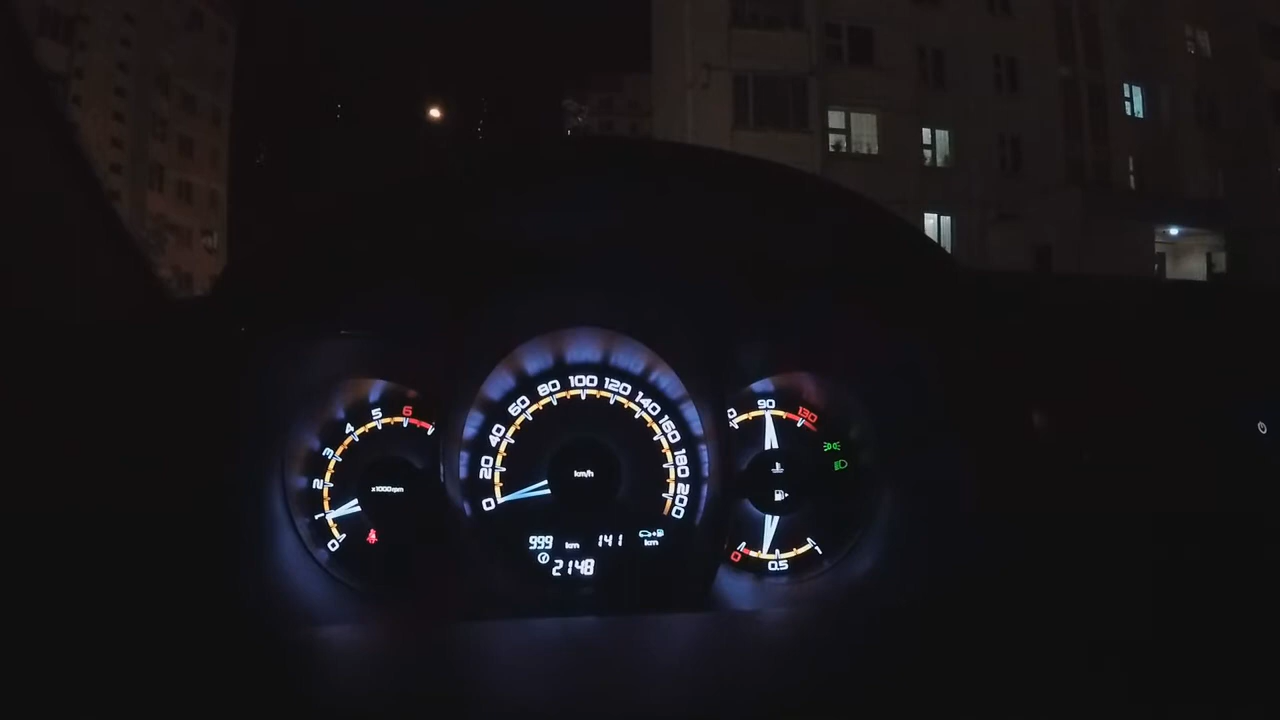 0 1 2 3 4 5 6
x1000rpm
0 20 40 60 80 100 120 140 160 180 200
km/h
999 km 141 km
2148
90 130
0 0.5 1